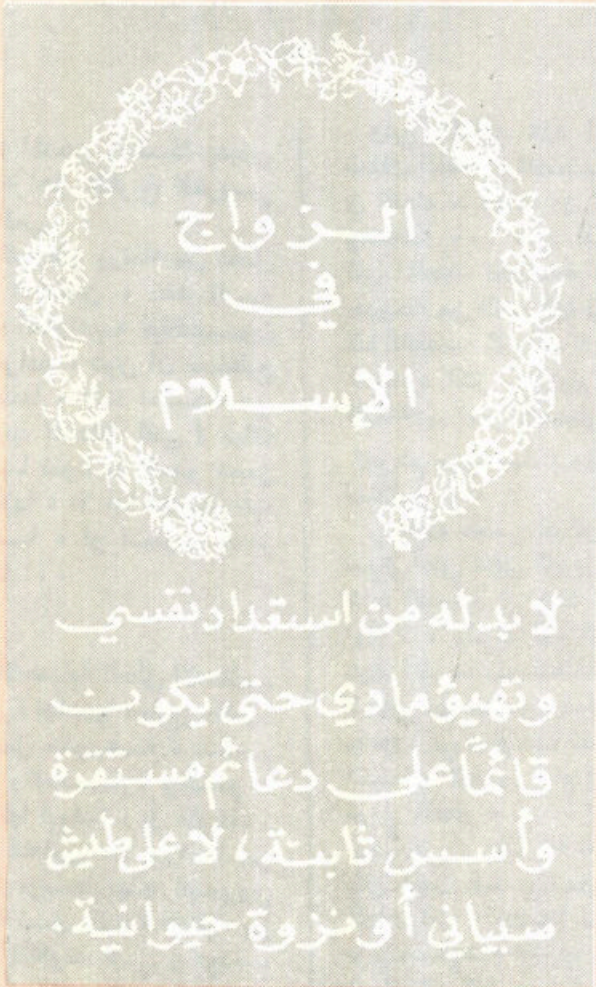 الزواج
في
الإسلام
لا بد له من استعداد نفسي
وتهيؤ مادي حتى يكون
قائمًا على دعائم مستقرة
وأسس ثابتة، لا على طيش
صبياني أو نزوة حيوانية.